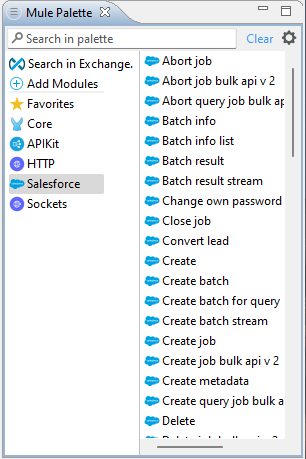 Mule Palette
Search in palette
Clear
Search in Exchange.
Add Modules
Favorites
Core
APIKit
HTTP
Salesforce
Sockets
Abort job
Abort job bulk api v 2
Abort query job bulk ap
Batch info
Batch info list
Batch result
Batch result stream
Change own password
Close job
Convert lead
Create
Create batch
Create batch for query
Create batch stream
Create job
Create job bulk api v 2
Create metadata
Create query job bulk a
Delete